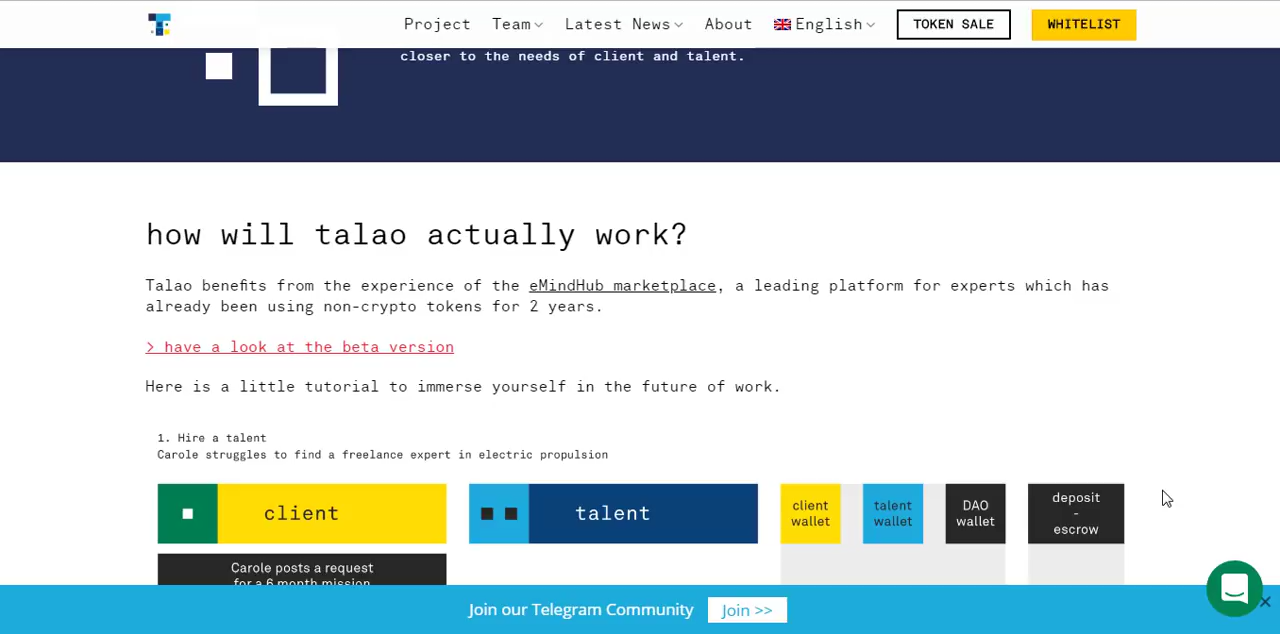 Project Team Latest News About English TOKEN SALE WHITELIST
closer to the needs of client and talent.
how will talao actually work?
Talao benefits from the experience of the eMindHub marketplace, a leading platform for experts which has
already been using non-crypto tokens for 2 years.
> have a look at the beta version
Here is a little tutorial to immerse yourself in the future of work.
1. Hire a talent
Carole struggles to find a freelance expert in electric propulsion
client
talent
client
wallet
talent
wallet
DAO
wallet
deposit
-
escrow
Carole posts a request
for a 6 month mission
Join our Telegram Community Join >>